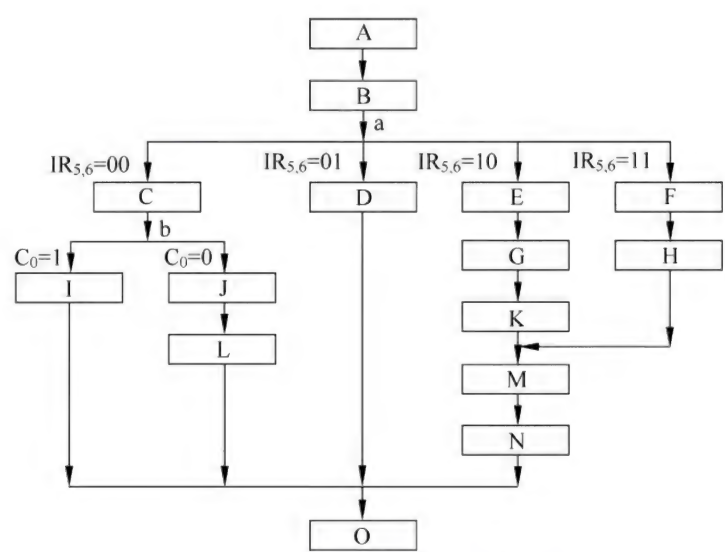 A
B
a
IR₅,₆=00 IR₅,₆=01 IR₅,₆=10 IR₅,₆=11
C D E F
b
C₀=1 C₀=0 G H
I J
K
L
M
N
O